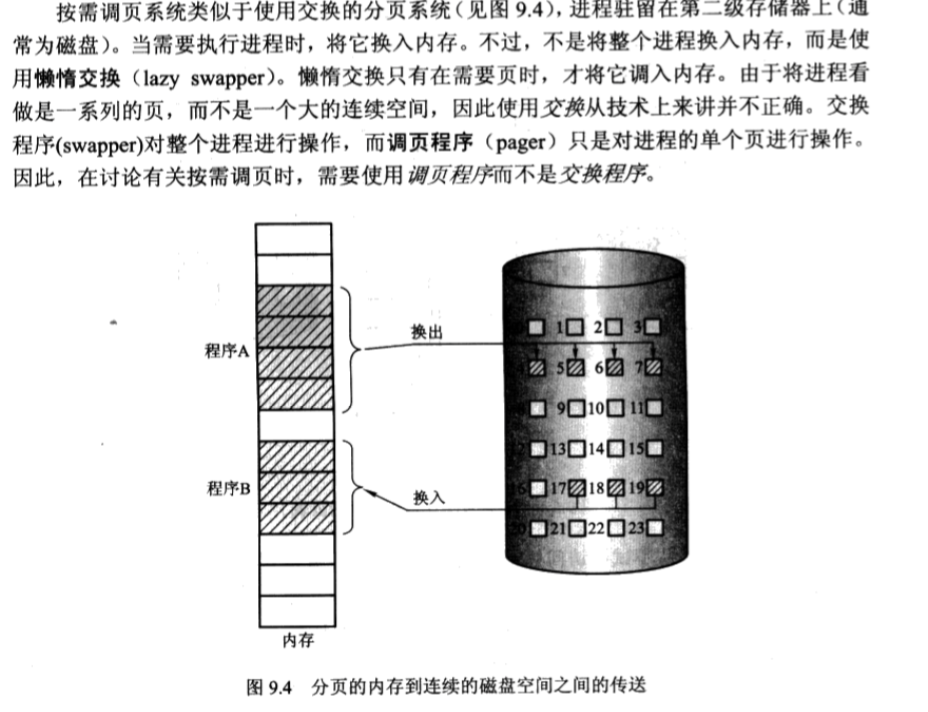 按需调页系统类似于使用交换的分页系统（见图 9.4），进程驻留在第二级存储器上（通
常为磁盘）。当需要执行进程时，将它换入内存。不过，不是将整个进程换入内存，而是使
用懒惰交换（lazy swapper）。懒惰交换只有在需要页时，才将它调入内存。由于将进程看
做是一系列的页，而不是一个大的连续空间，因此使用交换从技术上来讲并不正确。交换
程序(swapper)对整个进程进行操作，而调页程序（pager）只是对进程的单个页进行操作。
因此，在讨论有关按需调页时，需要使用调页程序而不是交换程序。
换出
1 2 3
程序A
5 6 7
9 10 11
13 14 15
程序B
换入
17 18 19
21 22 23
内存
图 9.4 分页的内存到连续的磁盘空间之间的传送